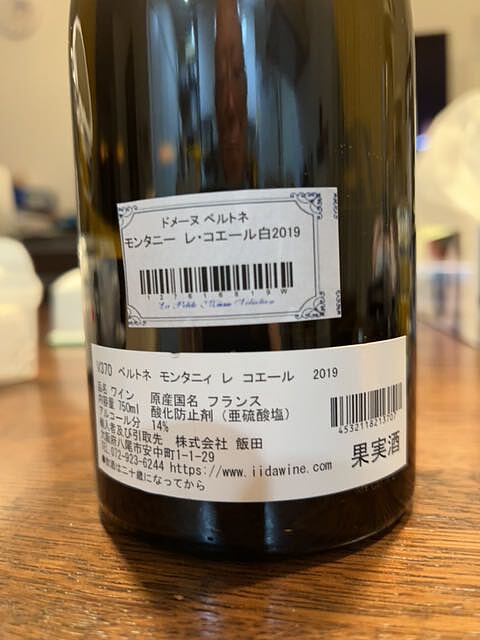 ドメーヌ ベルトネ
モンタニー レ・コエール白2019
La Petite Maison Sélection
V370 ベルトネ モンタニィ レ コエール 2019
品名 ワイン 原産国名 フランス
内容量 750ml 酸化防止剤（亜硫酸塩）
アルコール分 14%
輸入者及び引取先 株式会社 飯田
大阪府八尾市安中町1-1-29
TEL.072-923-6244 https://www.iidawine.com
●飲酒は二十歳になってから
4532118213707
果実酒